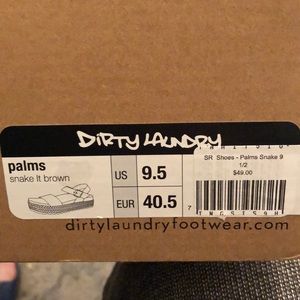 DIRTY LAUNDRY
palms
snake lt brown
US 9.5
EUR 40.5
SR Shoes - Palms Snake 9
1/2
$49.00
dirtylaundryfootwear.com